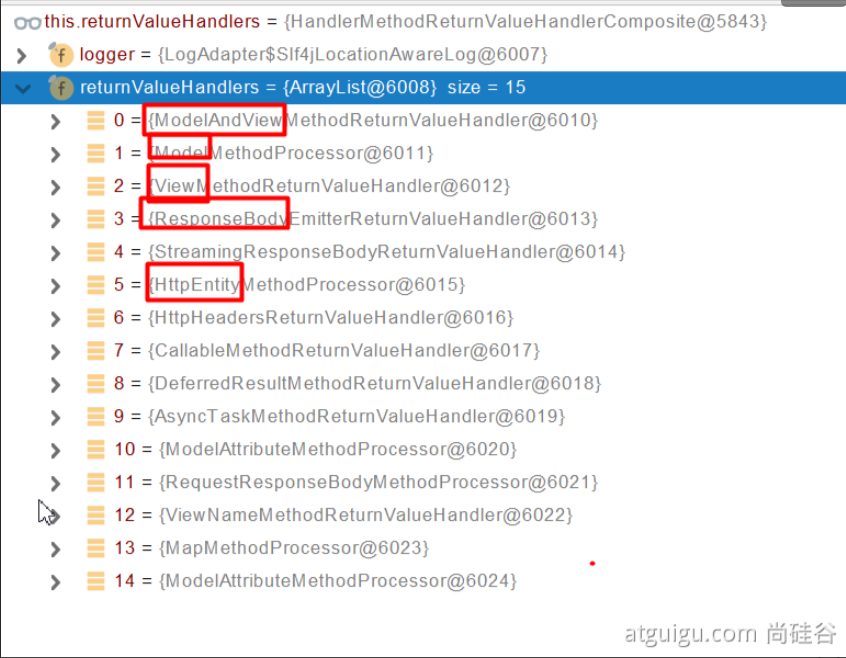 this.returnValueHandlers = {HandlerMethodReturnValueHandlerComposite@5843}
f logger = {LogAdapter$Slf4jLocationAwareLog@6007}
f returnValueHandlers = {ArrayList@6008} size = 15
0 = {ModelAndViewMethodReturnValueHandler@6010}
1 = {ModelMethodProcessor@6011}
2 = {ViewMethodReturnValueHandler@6012}
3 = {ResponseBodyEmitterReturnValueHandler@6013}
4 = {StreamingResponseBodyReturnValueHandler@6014}
5 = {HttpEntityMethodProcessor@6015}
6 = {HttpHeadersReturnValueHandler@6016}
7 = {CallableMethodReturnValueHandler@6017}
8 = {DeferredResultMethodReturnValueHandler@6018}
9 = {AsyncTaskMethodReturnValueHandler@6019}
10 = {ModelAttributeMethodProcessor@6020}
11 = {RequestResponseBodyMethodProcessor@6021}
12 = {ViewNameMethodReturnValueHandler@6022}
13 = {MapMethodProcessor@6023}
14 = {ModelAttributeMethodProcessor@6024}
atguigu.com 尚硅谷